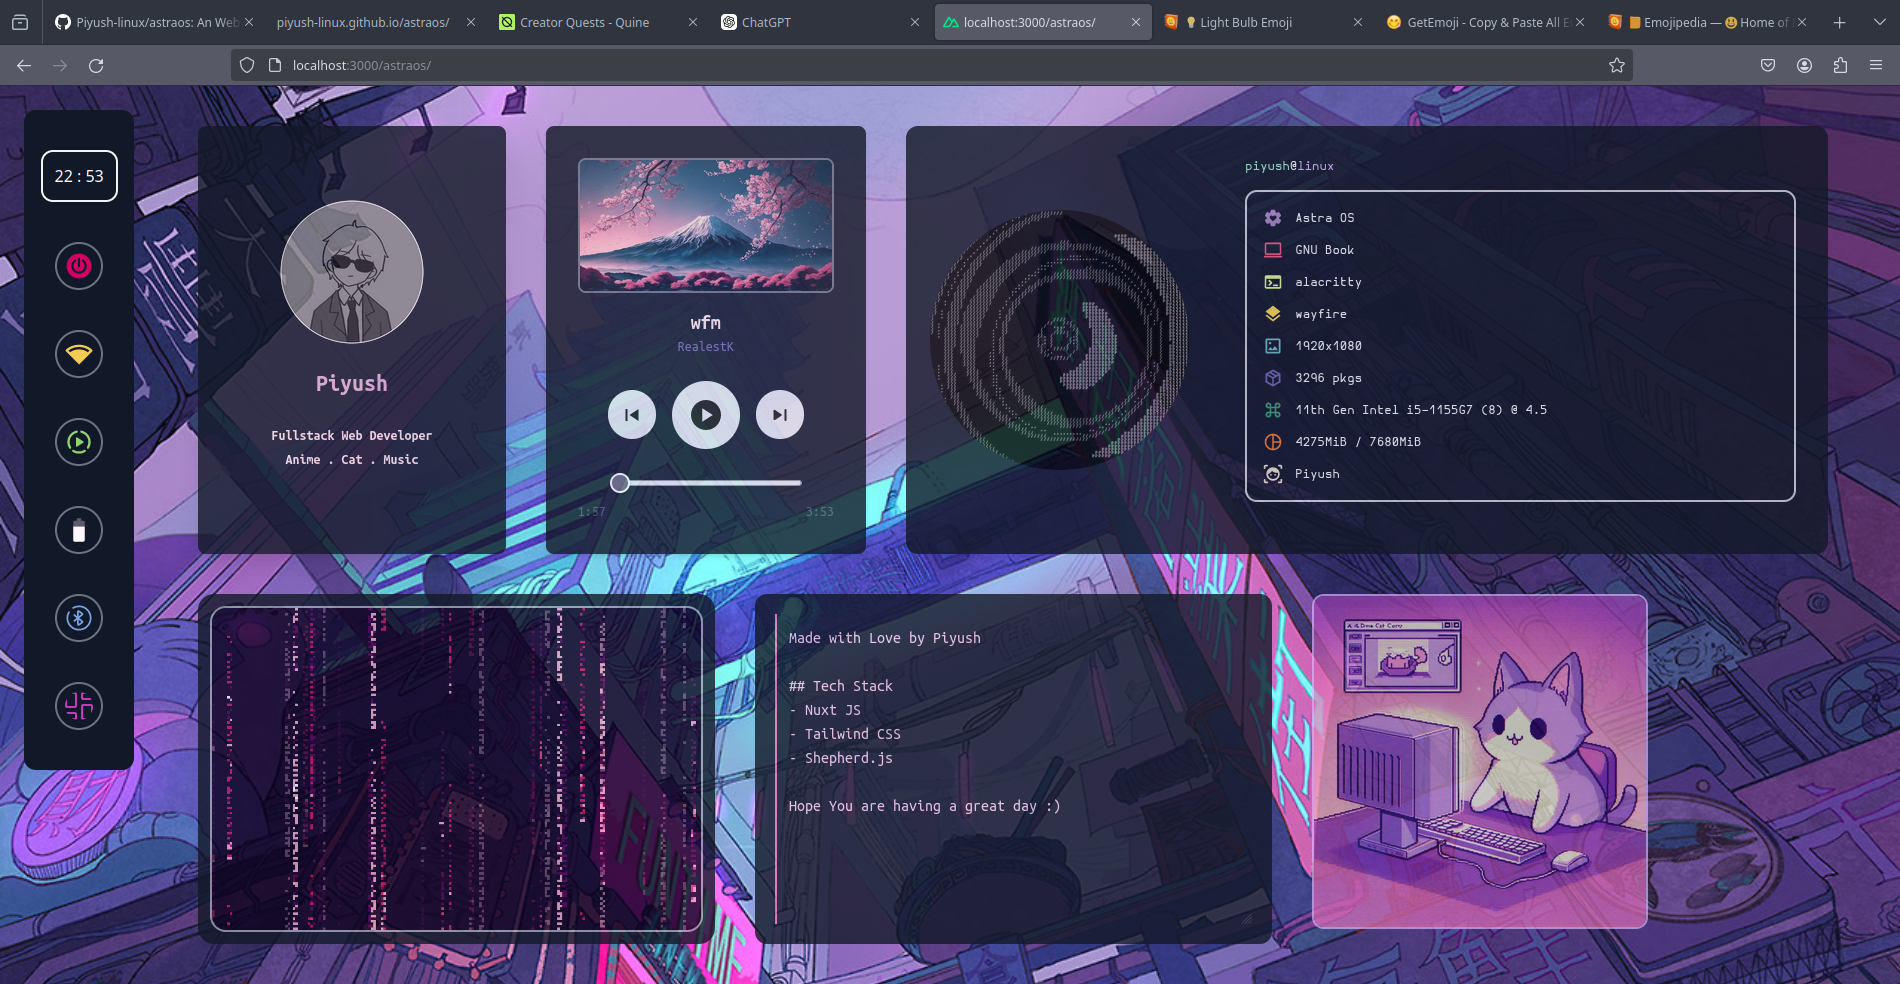 Piyush-linux/astraos: An Web
piyush-linux.github.io/astraos/
Creator Quests - Quine
ChatGPT
localhost:3000/astraos/
Light Bulb Emoji
GetEmoji - Copy & Paste All E
Emojipedia — 😃 Home of
localhost:3000/astraos/
22 : 53
Piyush
Fullstack Web Developer
Anime . Cat . Music
wfm
RealestK
1:57
3:53
piyush@linux
Astra OS
GNU Book
alacritty
wayfire
1920x1080
3296 pkgs
11th Gen Intel i5-1155G7 (8) @ 4.5
4275MiB / 7680MiB
Piyush
Made with Love by Piyush
## Tech Stack
- Nuxt JS
- Tailwind CSS
- Shepherd.js
Hope You are having a great day :)